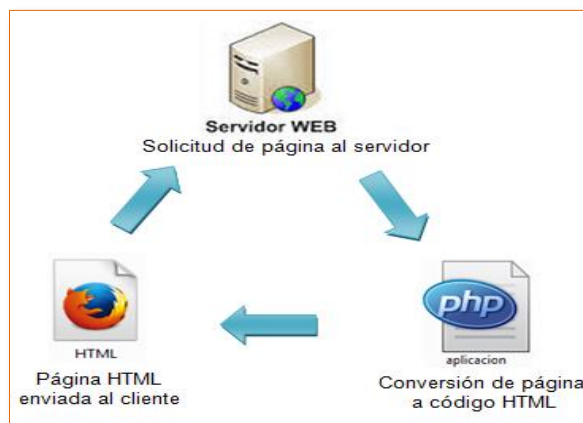 Servidor WEB
Solicitud de página al servidor
php
aplicacion
Conversión de página
a código HTML
HTML
Página HTML
enviada al cliente